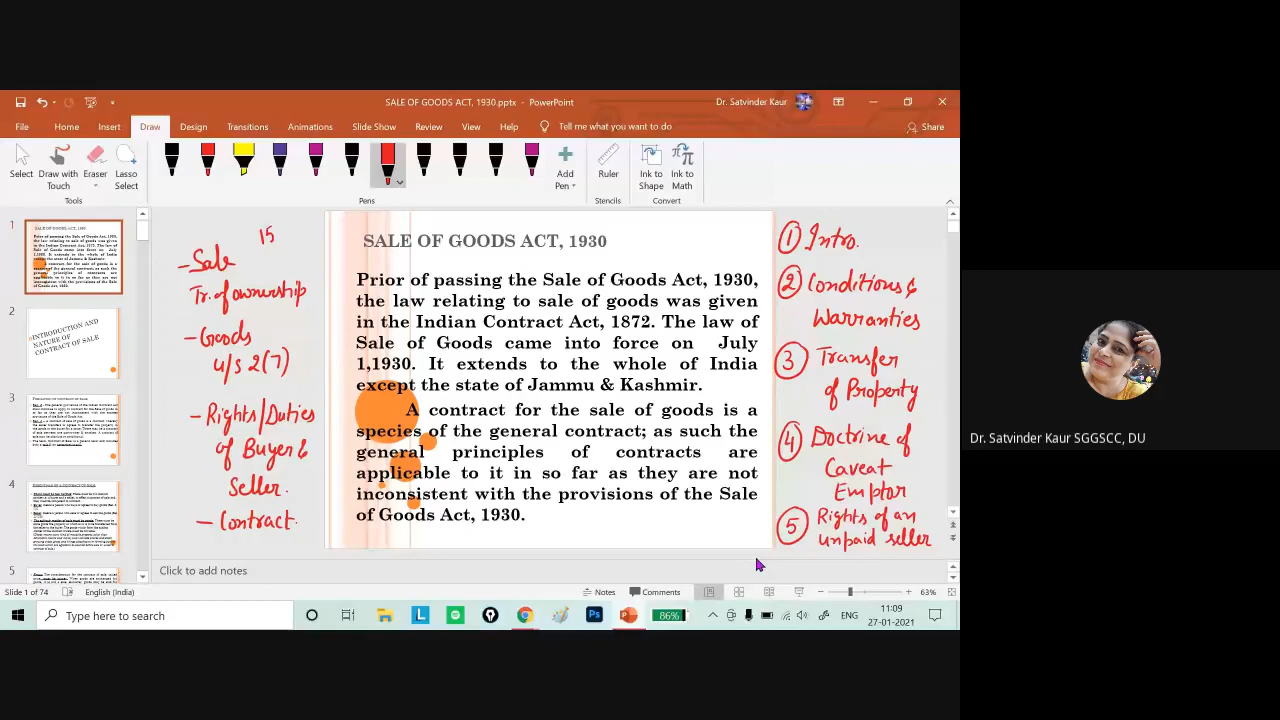 SALE OF GOODS ACT, 1930.pptx - PowerPoint
Dr. Satvinder Kaur
File Home Insert Draw Design Transitions Animations Slide Show Review View Help Tell me what you want to do
Share
Select
Draw with Touch
Eraser
Lasso Select
Add Pen
Ruler
Ink to Shape
Ink to Math
Tools
Pens
Stencils
Convert
1
2
INTRODUCTION AND
NATURE OF
CONTRACT OF SALE
3
4
5
15
- Sale
Tr. of ownership
- Goods
U/S 2(7)
- Rights/Duties
of Buyer &
Seller.
- Contract.
SALE OF GOODS ACT, 1930
Prior of passing the Sale of Goods Act, 1930,
the law relating to sale of goods was given
in the Indian Contract Act, 1872. The law of
Sale of Goods came into force on July
1,1930. It extends to the whole of India
except the state of Jammu & Kashmir.
A contract for the sale of goods is a
species of the general contract; as such the
general principles of contracts are
applicable to it in so far as they are not
inconsistent with the provisions of the Sale
of Goods Act, 1930.
① Intro.
② Conditions &
Warranties
③ Transfer
of Property
④ Doctrine of
Caveat
Emptor
⑤ Rights of an
unpaid seller
Click to add notes
Slide 1 of 74 English (India)
Notes Comments 63%
Type here to search
86%
ENG
11:09
27-01-2021
Dr. Satvinder Kaur SGGSCC, DU